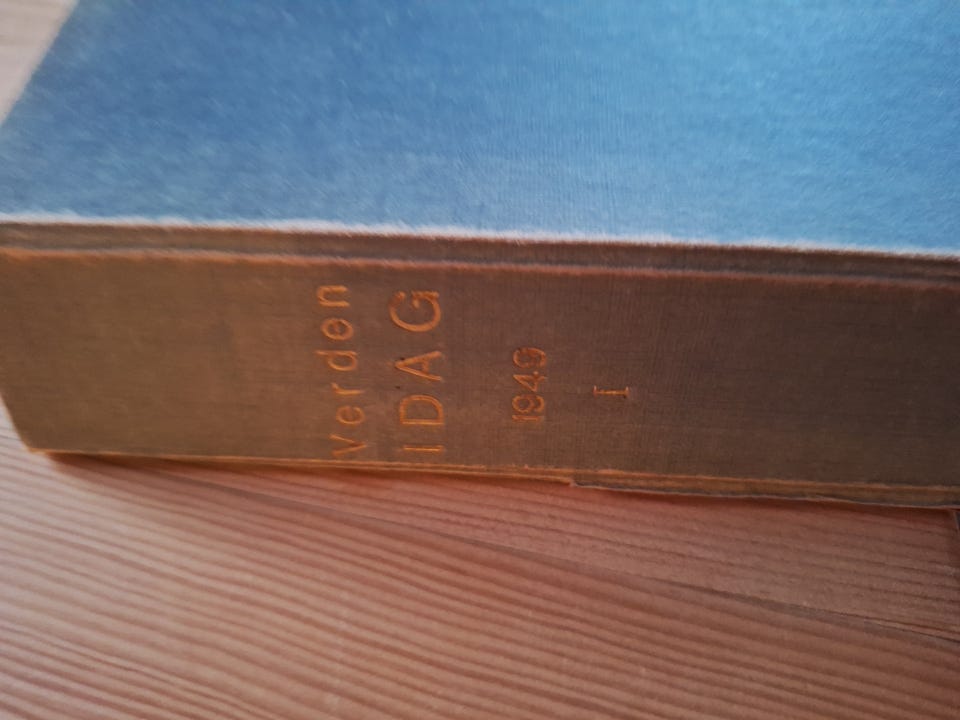 Verden
IDAG
1949
I